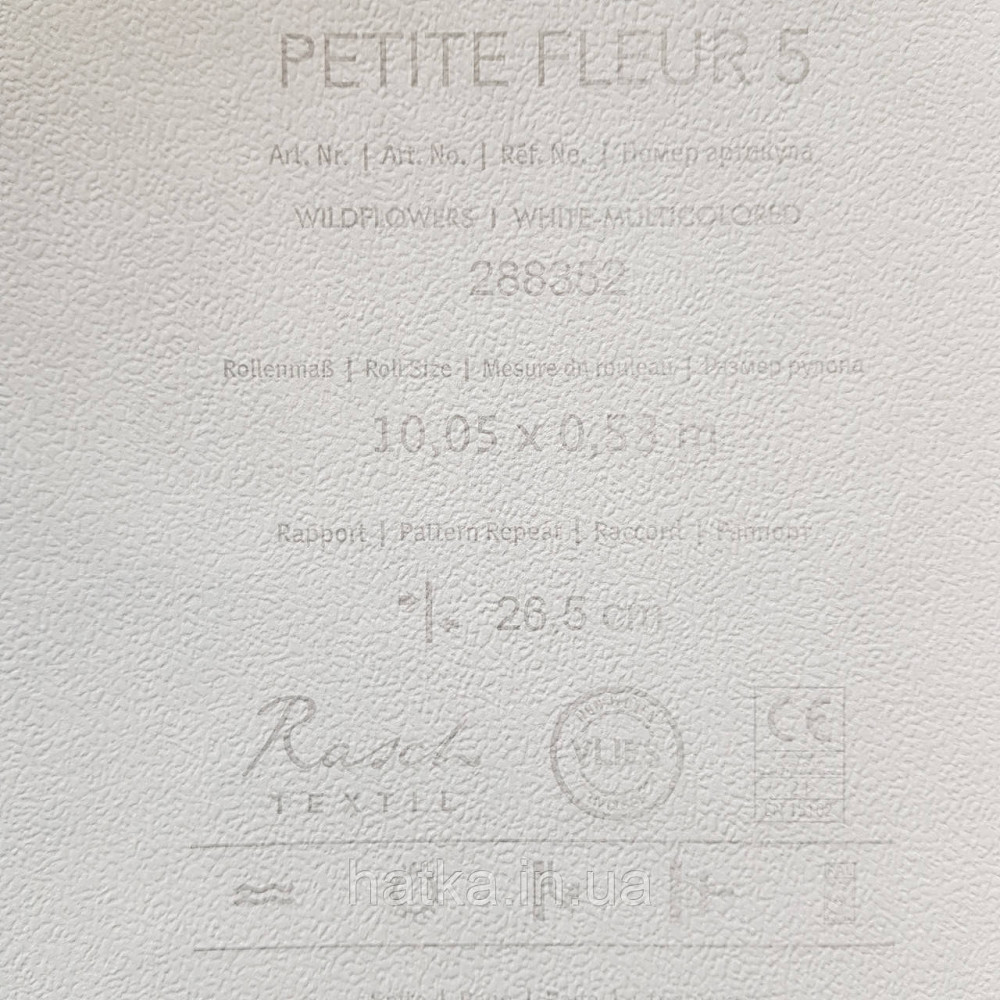 PETITE FLEUR 5
Art. Nr. | Art. No. | Réf. No. | Номер артикула
WILDFLOWERS | WHITE-MULTICOLORED
288352
Rollenmaß | Roll Size | Mesure du rouleau | Размер рулона
10,05 x 0,53 m
Rapport | Pattern Repeat | Raccord | Раппорт
26.5 cm
Rasch
TEXTIL
VLIES
CE
hatka.in.ua